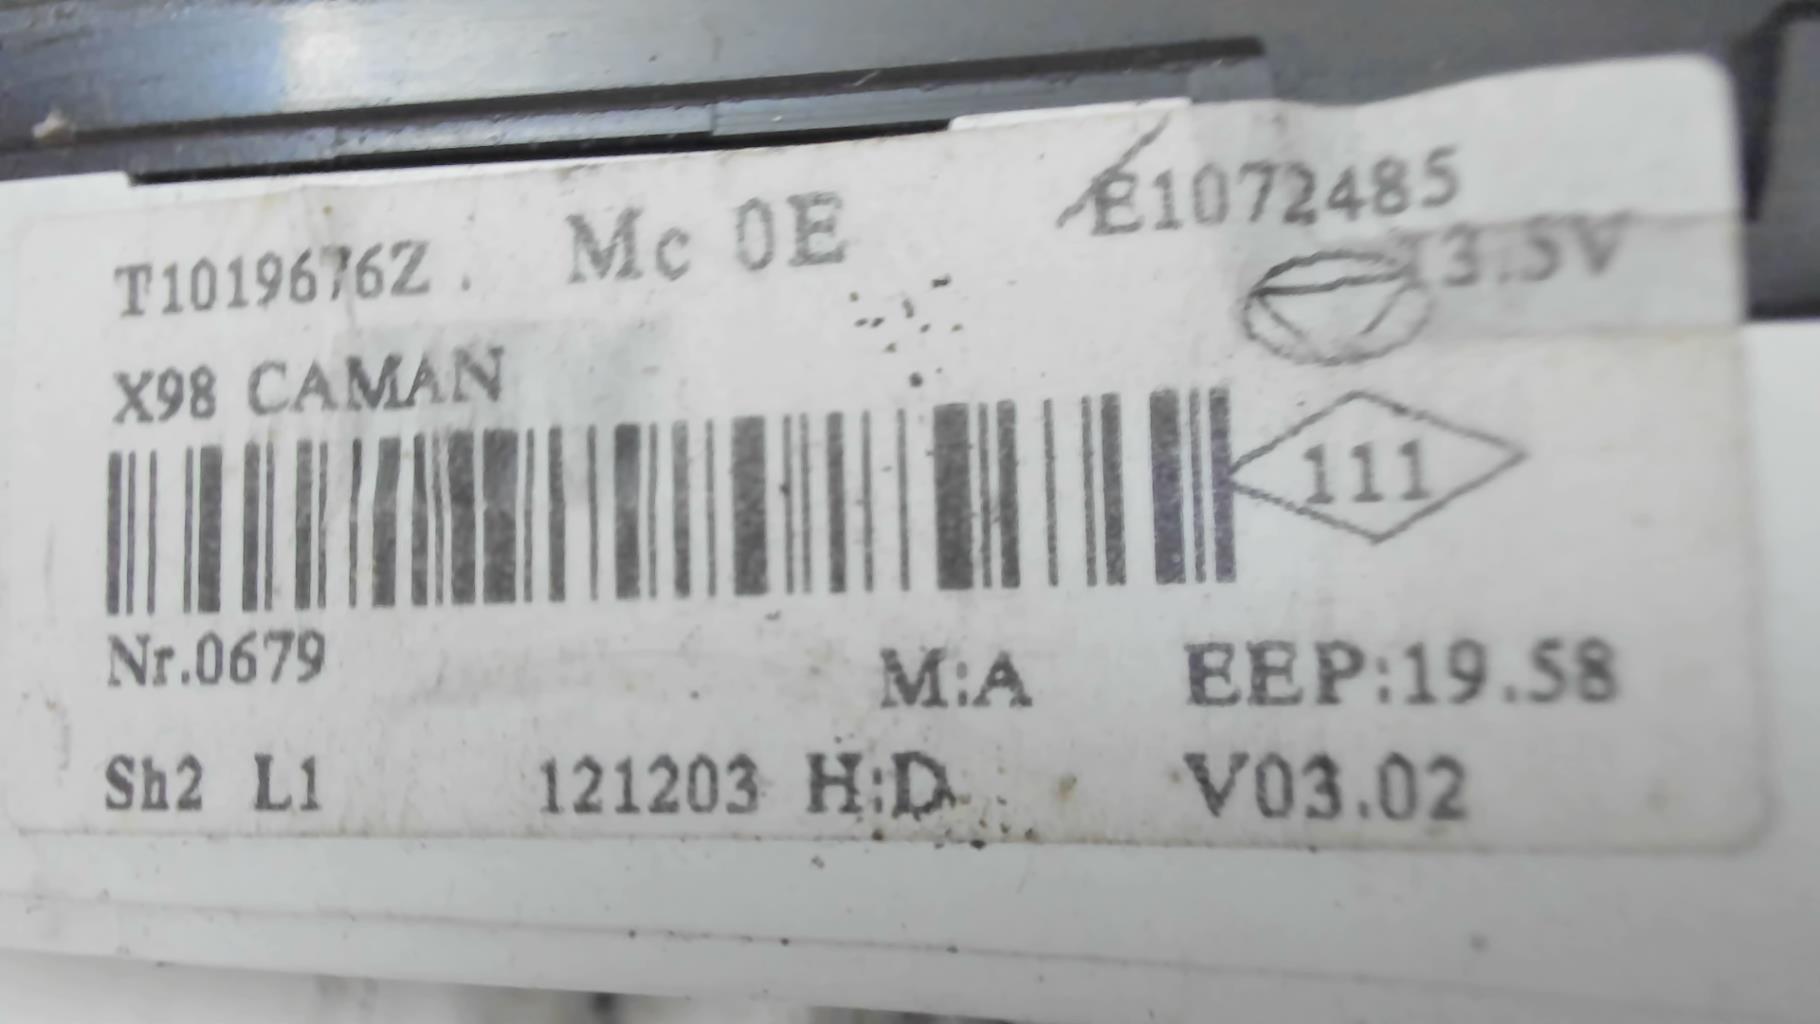 T1019676Z. Mc 0E E1072485
13.5V
X98 CAMAN
111
Nr.0679 M:A EEP:19.58
Sh2 L1 121203 H:D V03.02